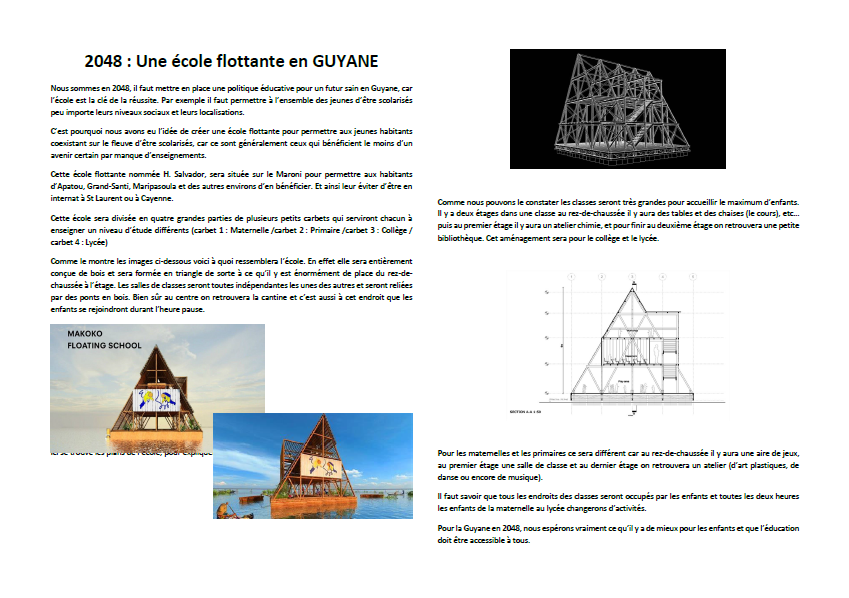 2048 : Une école flottante en GUYANE
Nous sommes en 2048, il faut mettre en place une politique éducative pour un futur sain en Guyane, car
l'école est la clé de la réussite. Par exemple il faut permettre à l'ensemble des jeunes d'être scolarisés
peu importe leurs niveaux sociaux et leurs localisations.
C'est pourquoi nous avons eu l'idée de créer une école flottante pour permettre aux jeunes habitants
coexistant sur le fleuve d'être scolarisés, car ce sont généralement ceux qui bénéficient le moins d'un
avenir certain par manque d'enseignements.
Cette école flottante nommée H. Salvador, sera située sur le Maroni pour permettre aux habitants
d'Apatou, Grand-Santi, Maripasoula et des autres environs d'en bénéficier. Et ainsi leur éviter d'être en
internat à St Laurent ou à Cayenne.
Cette école sera divisée en quatre grandes parties de plusieurs petits carbets qui serviront chacun à
enseigner un niveau d'étude différents (carbet 1 : Maternelle /carbet 2 : Primaire /carbet 3 : Collège /
carbet 4 : Lycée)
Comme le montre les images ci-dessous voici à quoi ressemblera l'école. En effet elle sera entièrement
conçue de bois et sera formée en triangle de sorte à ce qu'il y est énormément de place du rez-de-
chaussée à l'étage. Les salles de classes seront toutes indépendantes les unes des autres et seront reliées
par des ponts en bois. Bien sûr au centre on retrouvera la cantine et c'est aussi à cet endroit que les
enfants se rejoindront durant l'heure pause.
MAKOKO
FLOATING SCHOOL
Comme nous pouvons le constater les classes seront très grandes pour accueillir le maximum d'enfants.
Il y a deux étages dans une classe au rez-de-chaussée il y aura des tables et des chaises (le cours), etc...
puis au premier étage il y aura un atelier chimie, et pour finir au deuxième étage on retrouvera une petite
bibliothèque. Cet aménagement sera pour le collège et le lycée.
SECTION A-A
Pour les maternelles et les primaires ce sera différent car au rez-de-chaussée il y aura une aire de jeux,
au premier étage une salle de classe et au dernier étage on retrouvera un atelier (d'art plastiques, de
danse ou encore de musique).
Il faut savoir que tous les endroits des classes seront occupés par les enfants et toutes les deux heures
les enfants de la maternelle au lycée changerons d'activités.
Pour la Guyane en 2048, nous espérons vraiment ce qu'il y a de mieux pour les enfants et que l'éducation
doit être accessible à tous.